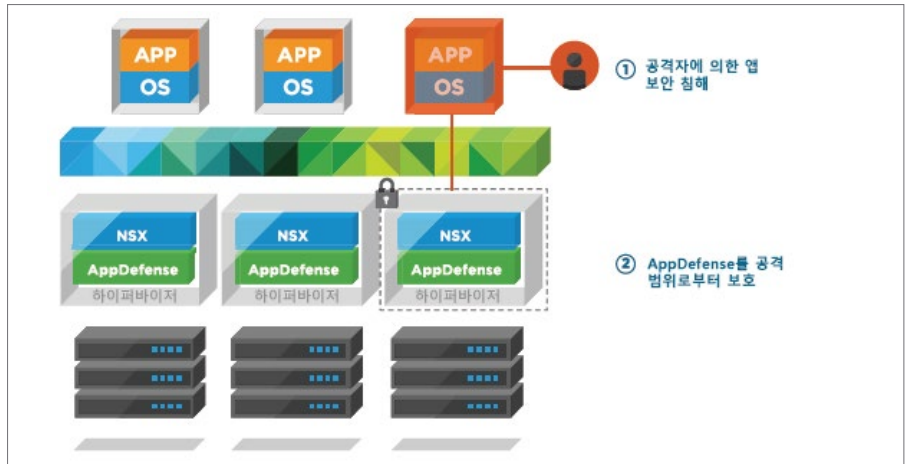 APP
OS
APP
OS
APP
OS
① 공격자에 의한 앱
보안 침해
NSX
AppDefense
하이퍼바이저
NSX
AppDefense
하이퍼바이저
NSX
AppDefense
하이퍼바이저
② AppDefense를 공격
범위로부터 보호